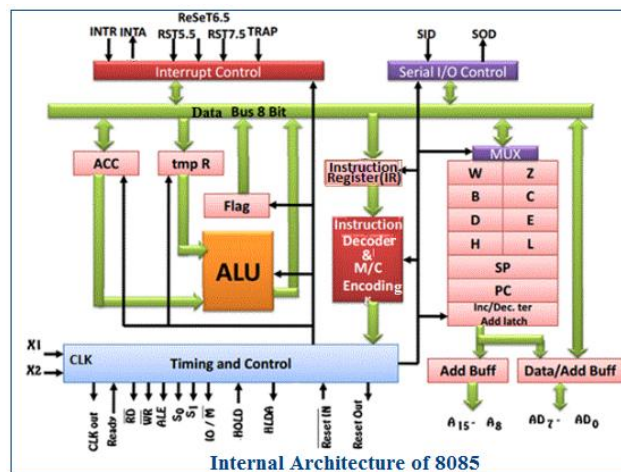 ReSeT6.5
INTR INTA RST5.5 RST7.5 TRAP
SID SOD
Interrupt Control
Serial I/O Control
Data Bus 8 Bit
ACC
tmp R
Flag
ALU
Instruction
Register(IR)
Instruction
Decoder
&
M/C
Encoding
MUX
W Z
B C
D E
H L
SP
PC
Inc/Dec. ter
Add latch
X1
X2
CLK
Timing and Control
Add Buff
Data/Add Buff
CLK out
Ready
RD
WR
ALE
S0
S1
IO / M
HOLD
HLDA
Reset IN
Reset Out
A15 - A8
AD7 - AD0
Internal Architecture of 8085